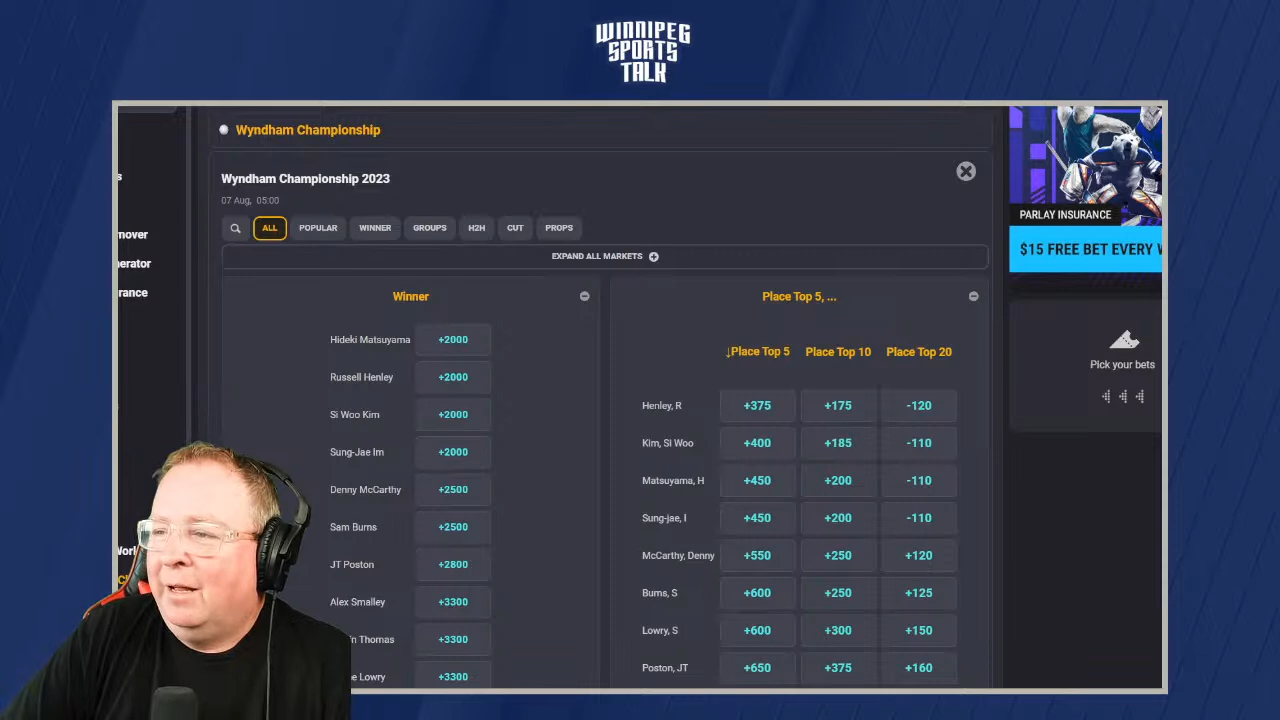 WINNIPEG
SPORTS
TALK
Wyndham Championship
Wyndham Championship 2023
07 Aug, 05:00
ALL POPULAR WINNER GROUPS H2H CUT PROPS
EXPAND ALL MARKETS
Winner
Hideki Matsuyama +2000
Russell Henley +2000
Si Woo Kim +2000
Sung-Jae Im +2000
Denny McCarthy +2500
Sam Burns +2500
JT Poston +2800
Alex Smalley +3300
Thomas +3300
Lowry +3300
Place Top 5, ...
↓Place Top 5 Place Top 10 Place Top 20
Henley, R +375 +175 -120
Kim, Si Woo +400 +185 -110
Matsuyama, H +450 +200 -110
Sung-jae, I +450 +200 -110
McCarthy, Denny +550 +250 +120
Burns, S +600 +250 +125
Lowry, S +600 +300 +150
Poston, JT +650 +375 +160
PARLAY INSURANCE
$15 FREE BET EVERY
Pick your bets